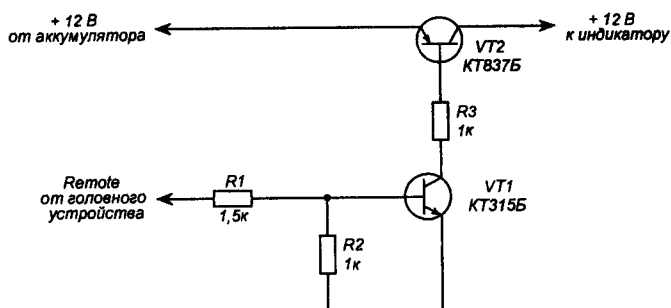 + 12 В
от аккумулятора
+ 12 В
к индикатору
VT2
КТ837Б
R3
1к
Remote
от головного
устройства
R1
1,5к
VT1
КТ315Б
R2
1к